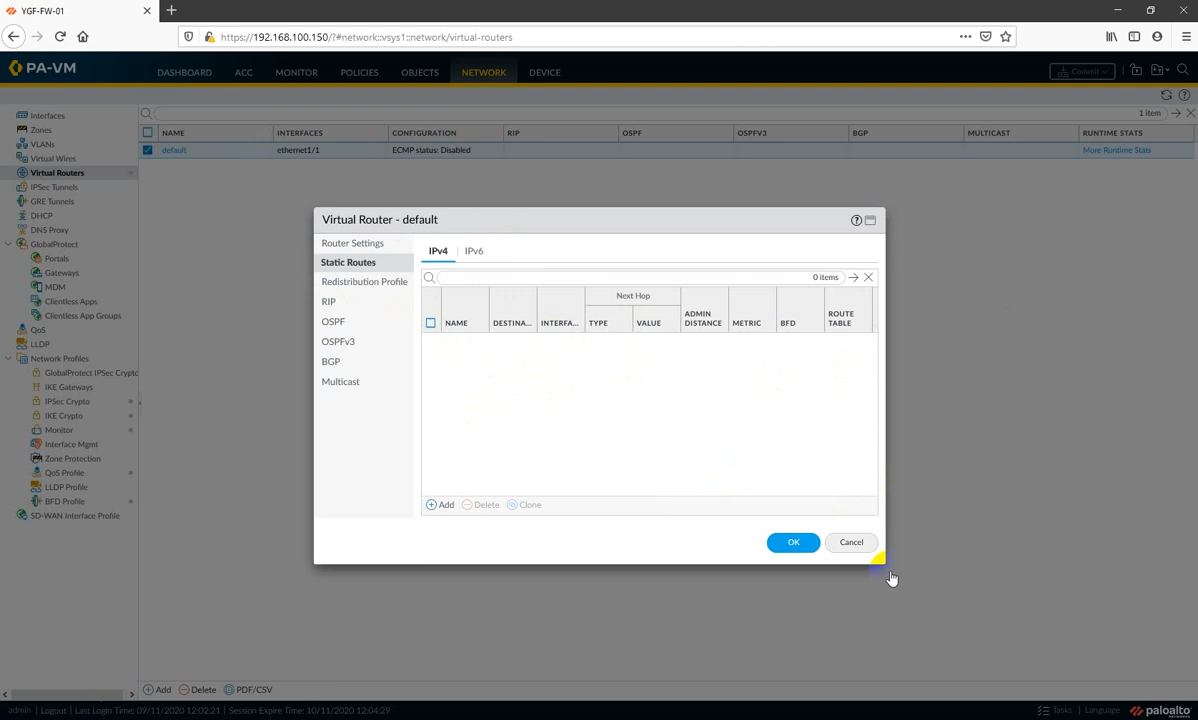 YGF-FW-01
https://192.168.100.150/?#network::vsys1::network/virtual-routers
PA-VM
DASHBOARD ACC MONITOR POLICIES OBJECTS NETWORK DEVICE
Commit
1 item
Interfaces
Zones
VLANs
Virtual Wires
Virtual Routers
IPSec Tunnels
GRE Tunnels
DHCP
DNS Proxy
GlobalProtect
Portals
Gateways
MDM
Clientless Apps
Clientless App Groups
QoS
LLDP
Network Profiles
GlobalProtect IPSec Crypto
IKE Gateways
IPSec Crypto
IKE Crypto
Monitor
Interface Mgmt
Zone Protection
QoS Profile
LLDP Profile
BFD Profile
SD-WAN Interface Profile
NAME INTERFACES CONFIGURATION RIP OSPF OSPFV3 BGP MULTICAST RUNTIME STATS
default ethernet1/1 ECMP status: Disabled More Runtime Stats
Virtual Router - default
Router Settings
Static Routes
Redistribution Profile
RIP
OSPF
OSPFv3
BGP
Multicast
IPv4 IPv6
0 items
Next Hop
NAME DESTINA... INTERFA... TYPE VALUE ADMIN DISTANCE METRIC BFD ROUTE TABLE
Add Delete Clone
OK Cancel
Add Delete PDF/CSV
admin | Logout | Last Login Time: 09/11/2020 12:02:21 | Session Expire Time: 10/11/2020 12:04:29
Tasks | Language
paloalto
NETWORKS